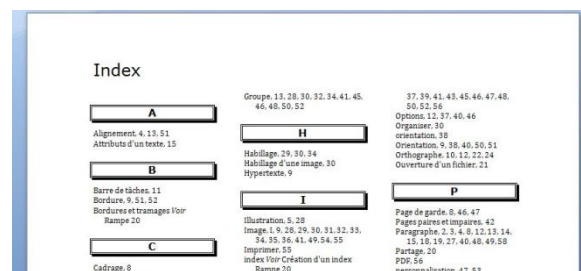 Index
A
Alignement, 4, 13, 51
Attributs d'un texte, 15
B
Barre de tâches, 11
Bordure, 9, 51, 52
Bordures et tramages Voir
Rampe 20
C
Cadrage, 8
Groupe, 13, 28, 30, 32, 34, 41, 45,
46, 48, 50, 52
H
Habillage, 29, 30, 34
Habillage d'une image, 30
Hypertexte, 9
I
Illustration, 5, 28
Image, I, 9, 28, 29, 30, 31, 32, 33,
34, 35, 36, 41, 49, 54, 55
Imprimer, 55
index Voir Création d'un index
Rampe 20
37, 39, 41, 43, 45, 46, 47, 48,
50, 52, 56
Options, 12, 37, 40, 46
Organiser, 30
orientation, 38
Orientation, 9, 38, 40, 50, 51
Orthographe, 10, 12, 22, 24
Ouverture d'un fichier, 21
P
Page de garde, 8, 46, 47
Pages paires et impaires, 42
Paragraphe, 2, 3, 4, 8, 12, 13, 14,
15, 18, 19, 27, 40, 48, 49, 58
Partage, 20
PDF, 56
personnalisation, 47, 53